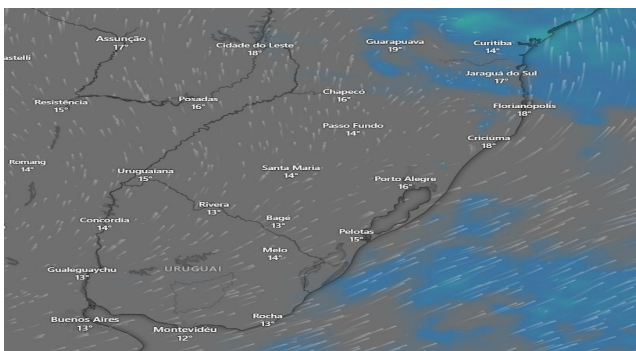 Assunção
17°
Cidade do Leste
18°
Guarapuava
19°
Curitiba
14°
astelli
Jaraguá do Sul
17°
Resistência
15°
Posadas
16°
Chapecó
16°
Florianópolis
18°
Passo Fundo
14°
Criciúma
18°
Romang
14°
Uruguaiana
15°
Santa Maria
14°
Porto Alegre
16°
Rivera
13°
Concordia
14°
Bagé
13°
Pelotas
15°
Melo
14°
Gualeguaychu
13°
URUGUAI
Buenos Aires
13°
Montevidéu
12°
Rocha
13°